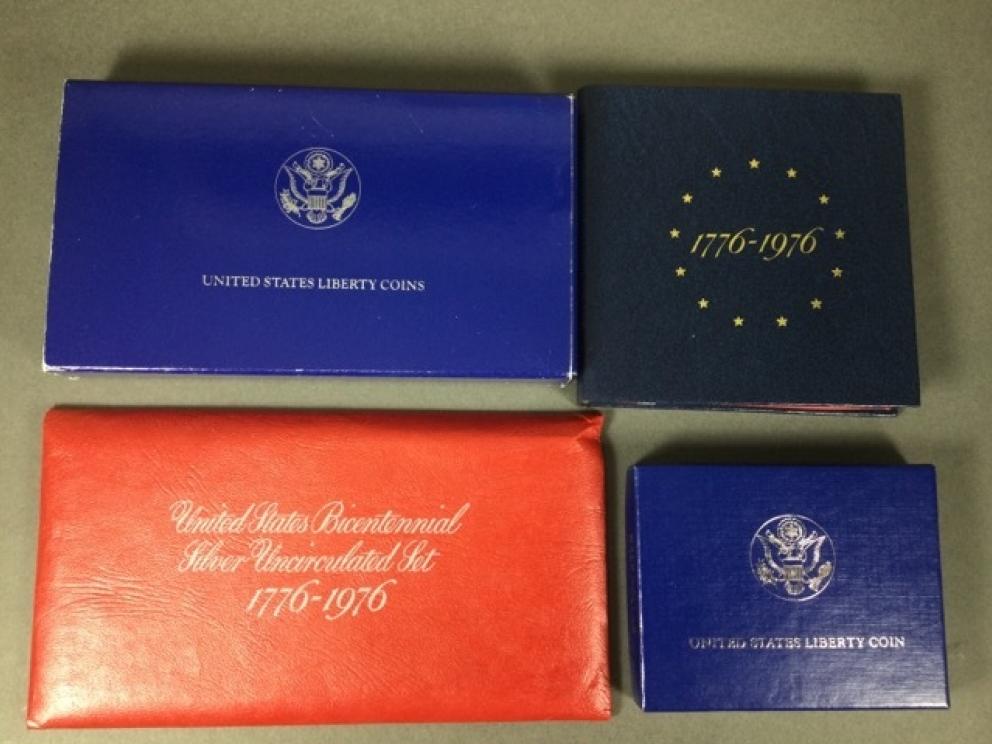 UNITED STATES LIBERTY COINS
1776-1976
United States Bicentennial
Silver Uncirculated Set
1776-1976
UNITED STATES LIBERTY COIN